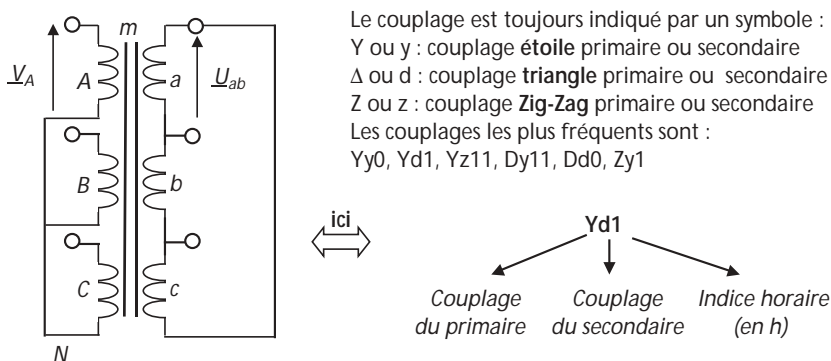 m
V_A
A
a
U_ab
B
b
C
c
N
Le couplage est toujours indiqué par un symbole :
Y ou y : couplage étoile primaire ou secondaire
Δ ou d : couplage triangle primaire ou secondaire
Z ou z : couplage Zig-Zag primaire ou secondaire
Les couplages les plus fréquents sont :
Yy0, Yd1, Yz11, Dy11, Dd0, Zy1
ici
Yd1
Couplage
du primaire
Couplage
du secondaire
Indice horaire
(en h)